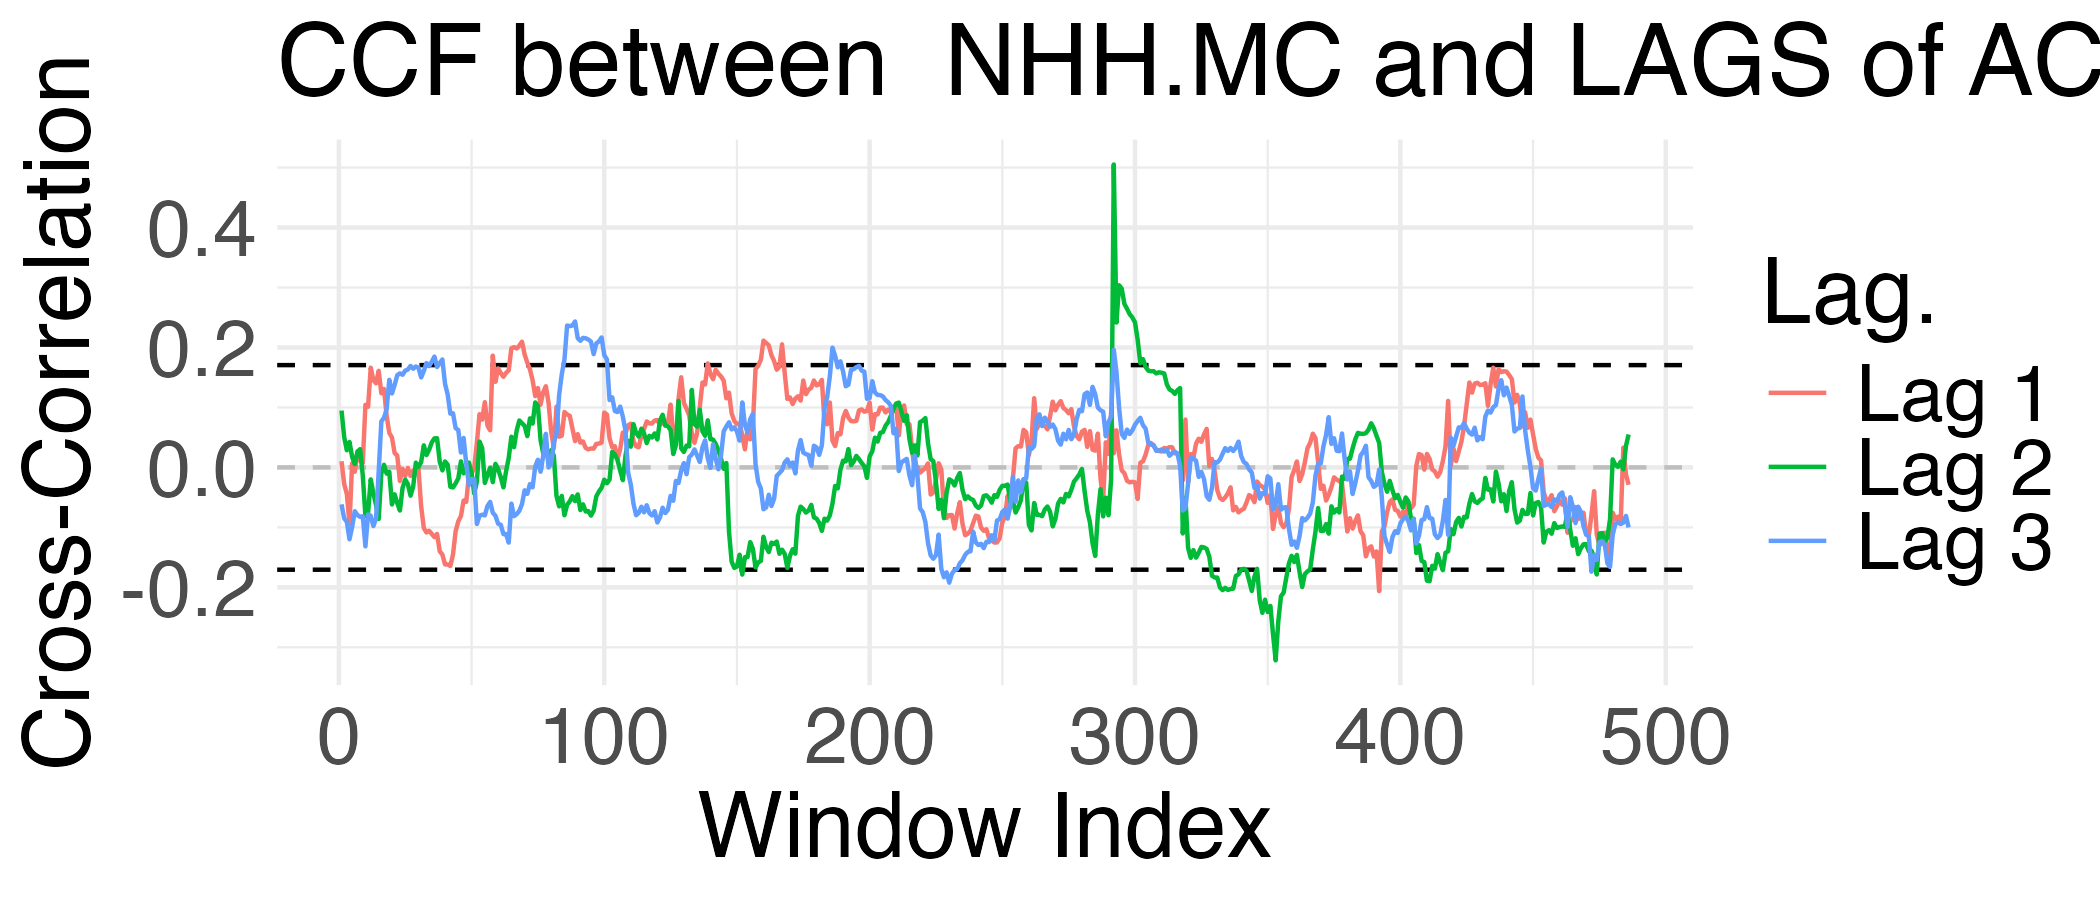 CCF between  NHH.MC and LAGS of AC
Cross-Correlation
0.4
0.2
0.0
-0.2
0
100
200
300
400
500
Window Index
Lag.
Lag 1
Lag 2
Lag 3